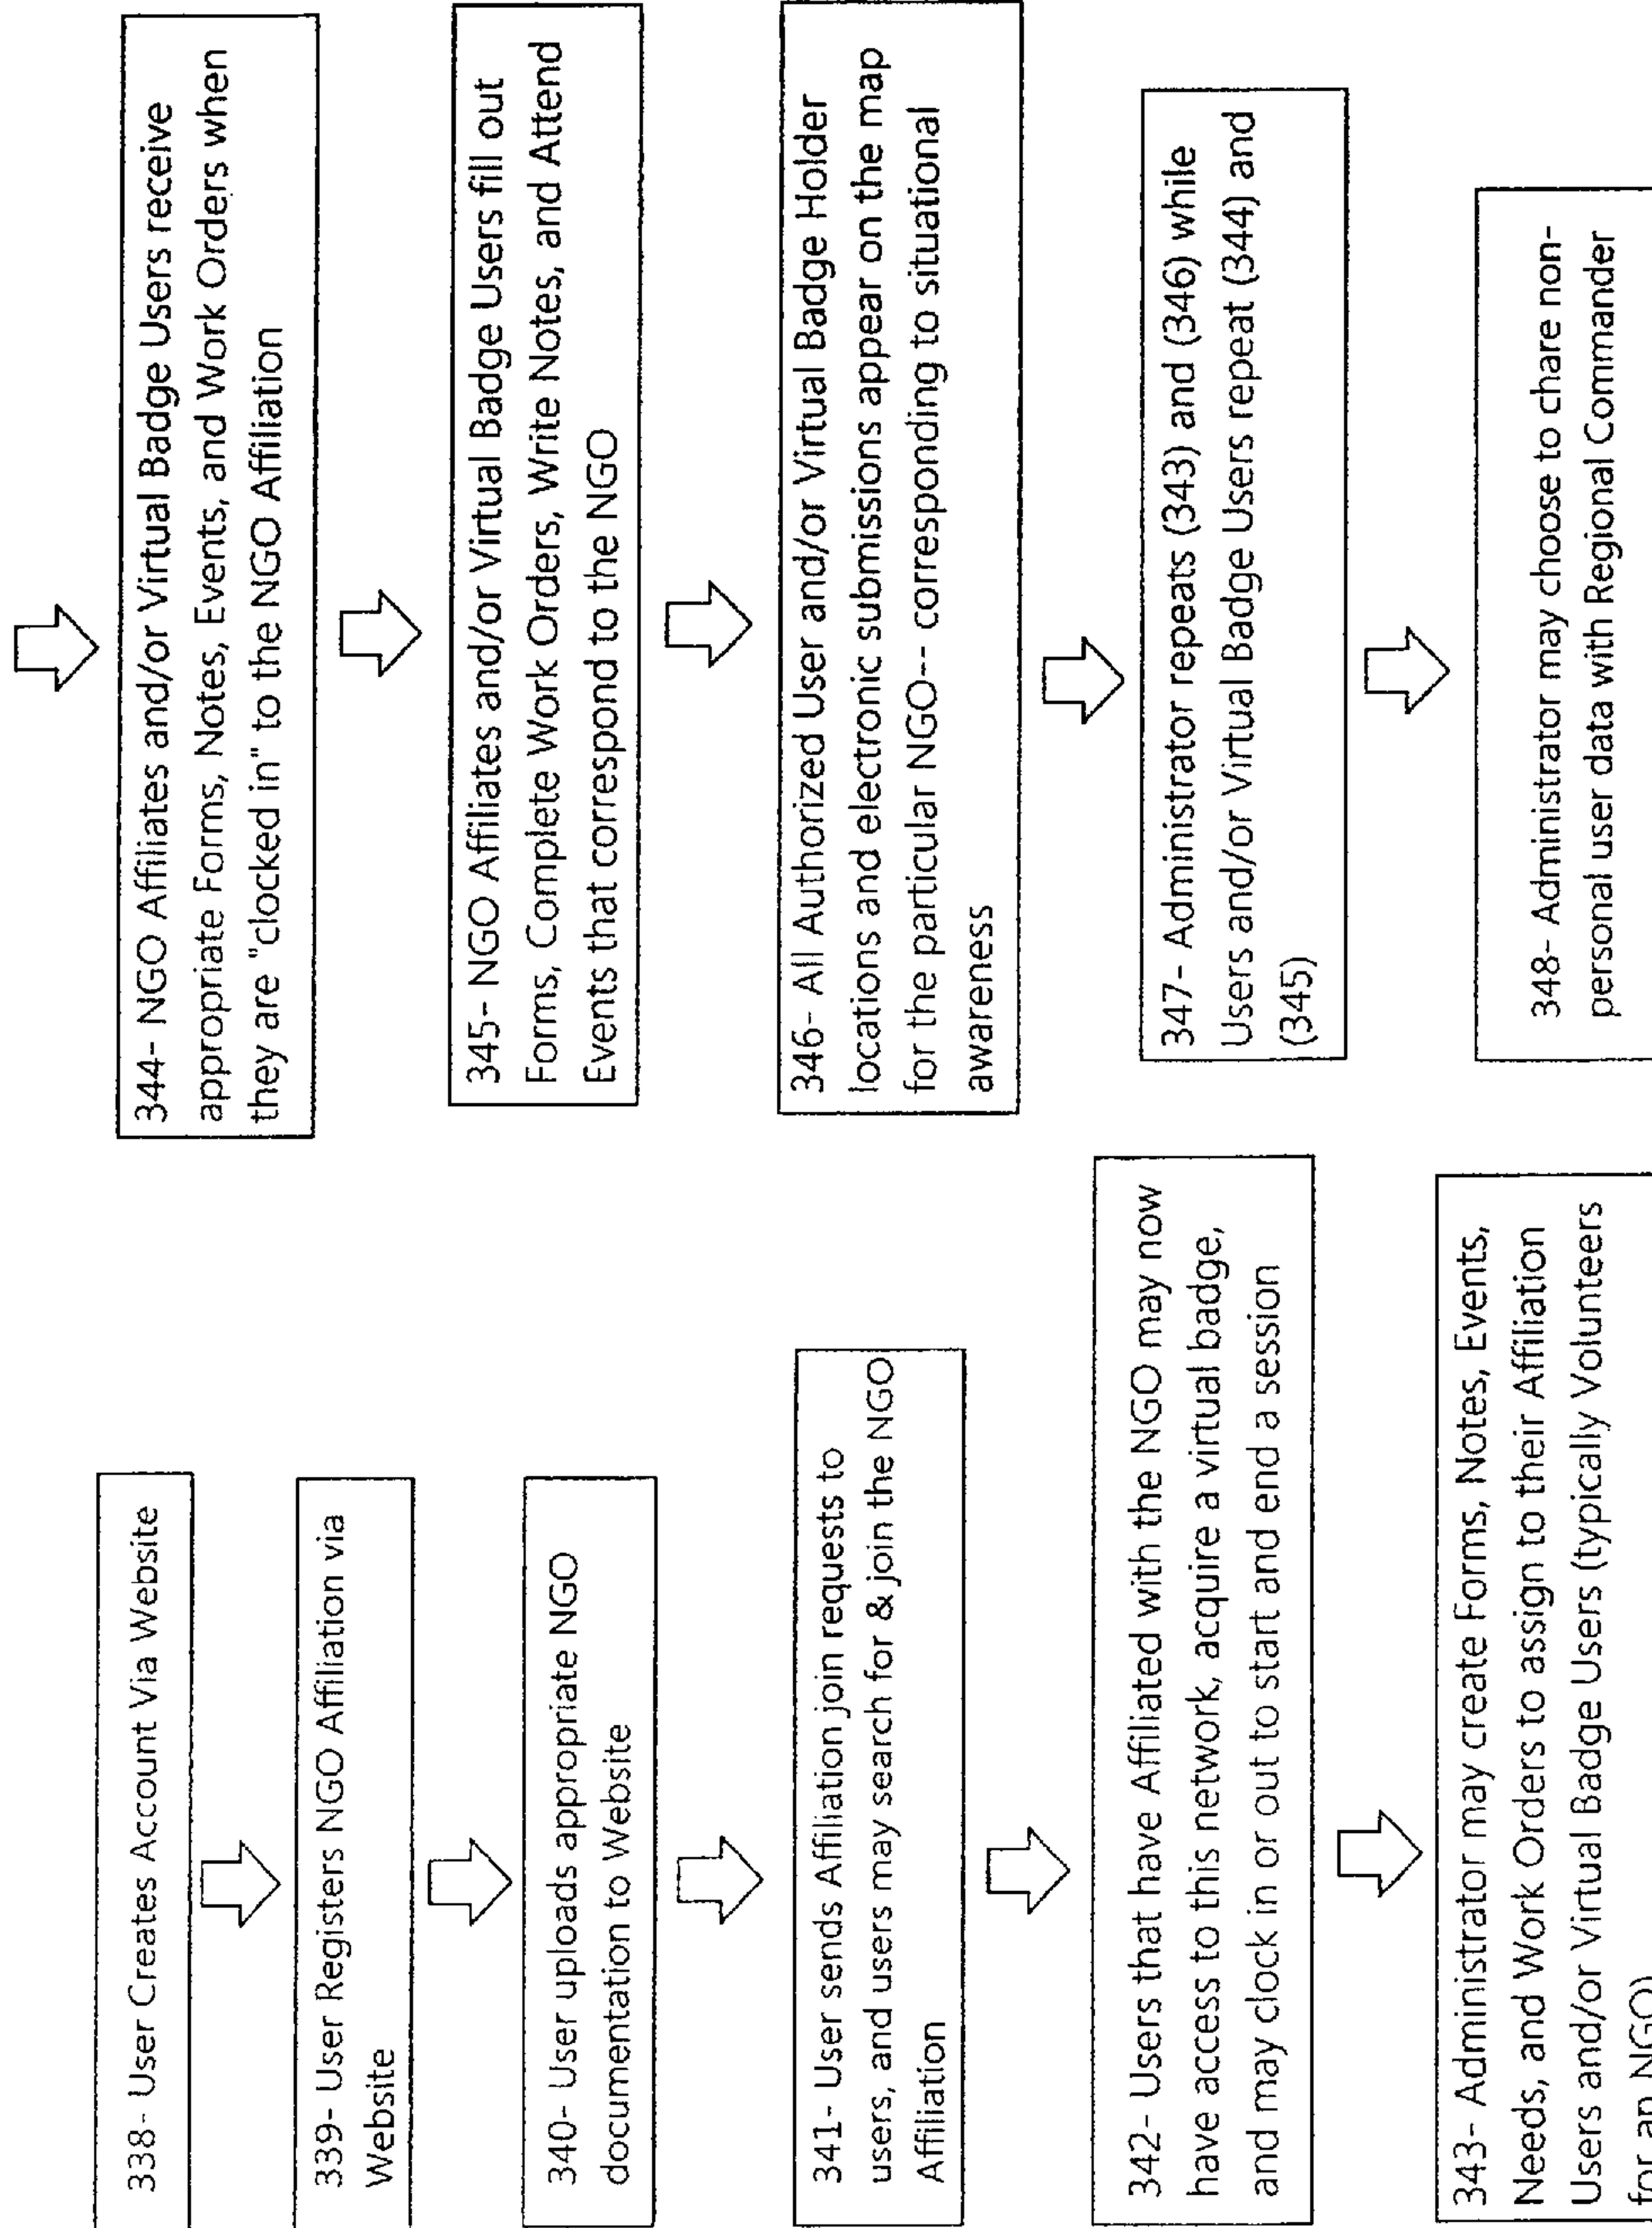 338- User Creates Account Via Website
339- User Registers NGO Affiliation via
Website
340- User uploads appropriate NGO
documentation to Website
341- User sends Affiliation join requests to
users, and users may search for & join the NGO
Affiliation
342- Users that have Affiliated with the NGO may now
have access to this network, acquire a virtual badge,
and may clock in or out to start and end a session
343- Administrator may create Forms, Notes, Events,
Needs, and Work Orders to assign to their Affiliation
Users and/or Virtual Badge Users (typically Volunteers
for an NGO)
344- NGO Affiliates and/or Virtual Badge Users receive
appropriate Forms, Notes, Events, and Work Orders when
they are "clocked in" to the NGO Affiliation
345- NGO Affiliates and/or Virtual Badge Users fill out
Forms, Complete Work Orders, Write Notes, and Attend
Events that correspond to the NGO
346- All Authorized User and/or Virtual Badge Holder
locations and electronic submissions appear on the map
for the particular NGO--- corresponding to situational
awareness
347- Administrator repeats (343) and (346) while
Users and/or Virtual Badge Users repeat (344) and
(345)
348- Administrator may choose to share non-
personal user data with Regional Commander